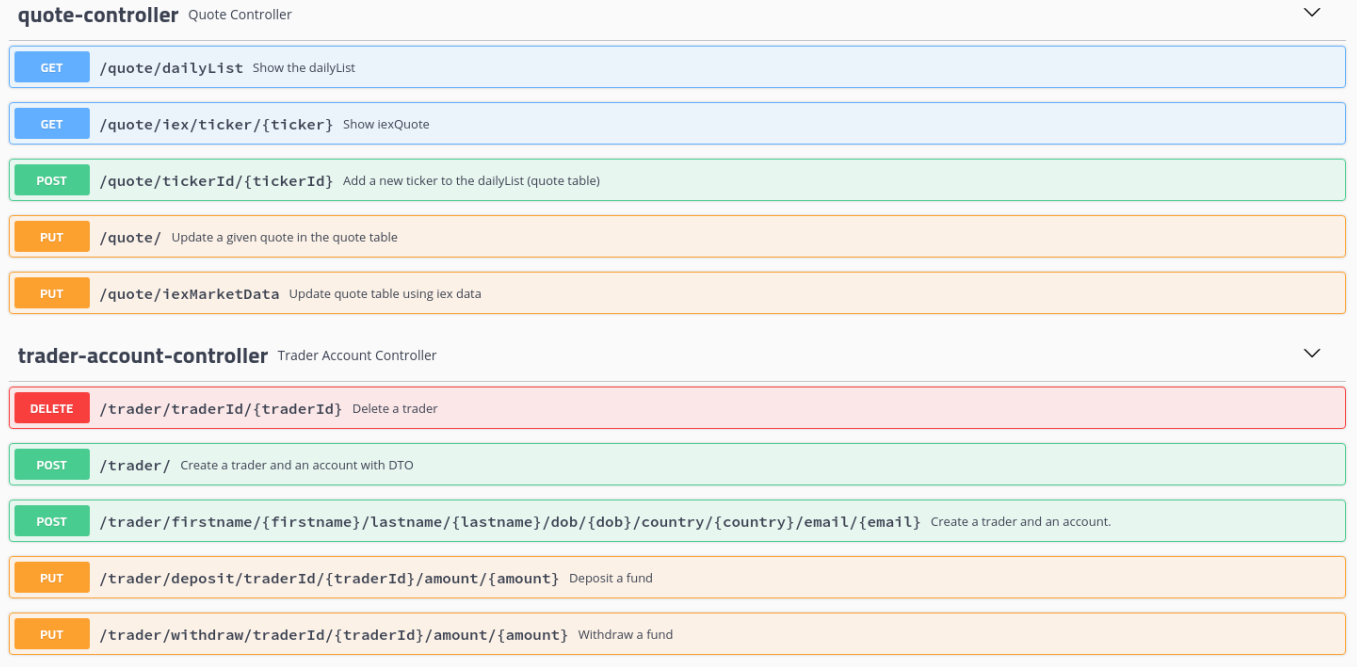 quote-controller Quote Controller
GET /quote/dailyList Show the dailyList
GET /quote/iex/ticker/{ticker} Show iexQuote
POST /quote/tickerId/{tickerId} Add a new ticker to the dailyList (quote table)
PUT /quote/ Update a given quote in the quote table
PUT /quote/iexMarketData Update quote table using iex data
trader-account-controller Trader Account Controller
DELETE /trader/traderId/{traderId} Delete a trader
POST /trader/ Create a trader and an account with DTO
POST /trader/firstname/{firstname}/lastname/{lastname}/dob/{dob}/country/{country}/email/{email} Create a trader and an account.
PUT /trader/deposit/traderId/{traderId}/amount/{amount} Deposit a fund
PUT /trader/withdraw/traderId/{traderId}/amount/{amount} Withdraw a fund